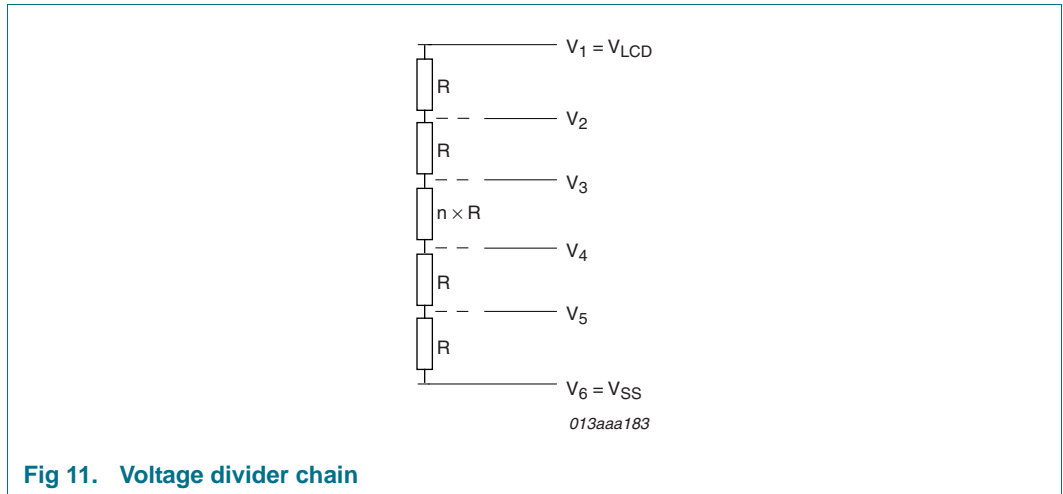 V1 = VLCD
R
V2
R
V3
n × R
V4
R
V5
R
V6 = VSS
013aaa183
Fig 11. Voltage divider chain